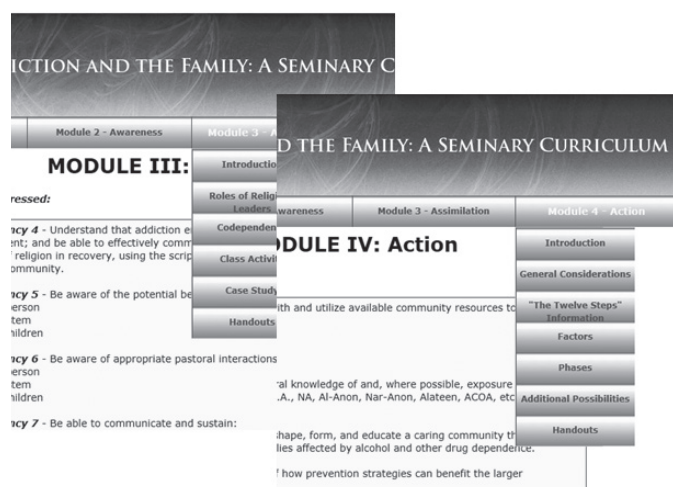 ICTION AND THE FAMILY: A SEMINARY C
Module 2 - Awareness
Module 3 - A
MODULE III:
ressed:
ncy 4 - Understand that addiction e
ent; and be able to effectively comm
religion in recovery, using the scrip
ommunity.
ncy 5 - Be aware of the potential be
erson
tem
hildren
ncy 6 - Be aware of appropriate pastoral interactions
erson
tem
hildren
ncy 7 - Be able to communicate and sustain:
Introductio
Roles of Religi
Leaders
Codependen
Class Activi
Case Study
Handouts
D THE FAMILY: A SEMINARY CURRICULUM
wareness
Module 3 - Assimilation
Module 4 - Action
DULE IV: Action
ith and utilize available community resources to
ral knowledge of and, where possible, exposure
.A., NA, Al-Anon, Nar-Anon, Alateen, ACOA, etc
shape, form, and educate a caring community th
lies affected by alcohol and other drug dependence.
f how prevention strategies can benefit the larger
Introduction
General Considerations
"The Twelve Steps"
Information
Factors
Phases
Additional Possibilities
Handouts